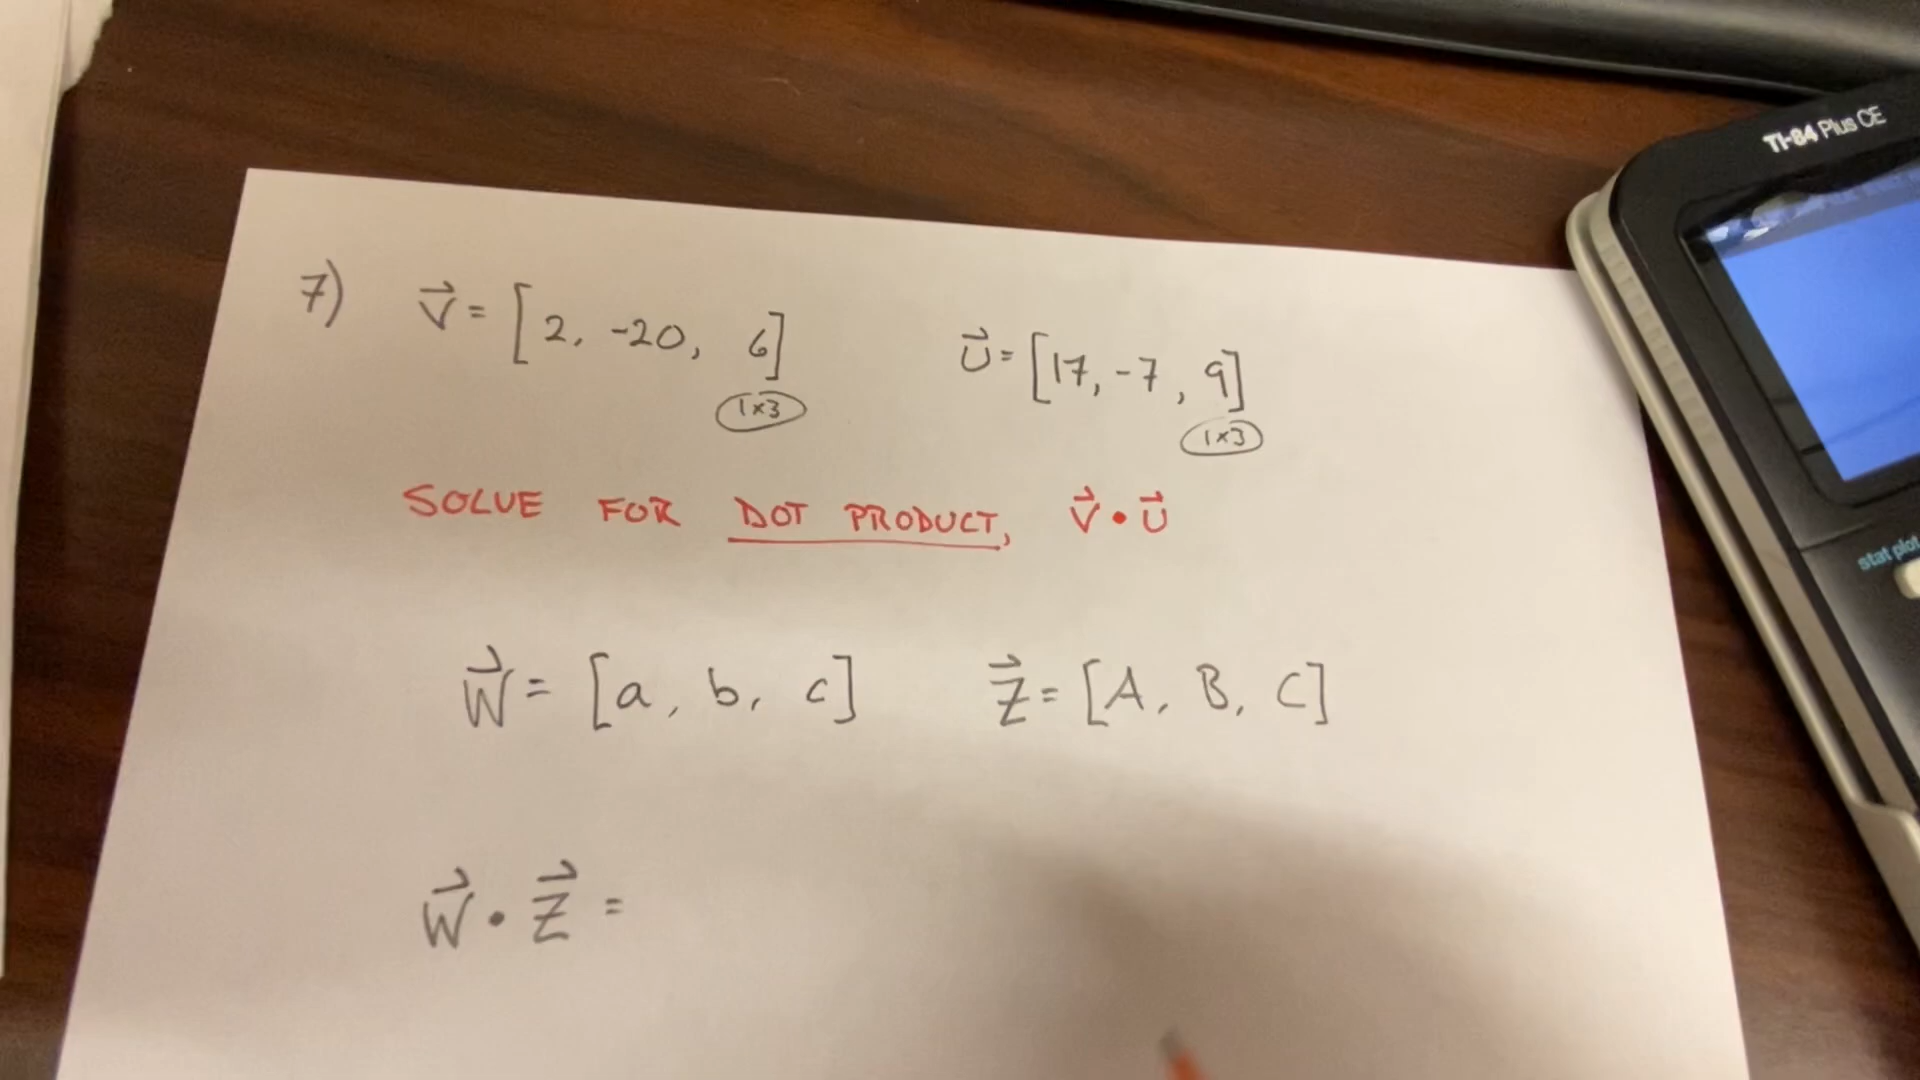 TI-84 Plus CE
7) V⃗ = [2, -20, 6] U⃗ = [17, -7, 9]
1x3 1x3
SOLVE FOR DOT PRODUCT, V⃗ • U⃗
stat plot
W⃗ = [a, b, c] Z⃗ = [A, B, C]
W⃗ • Z⃗ =